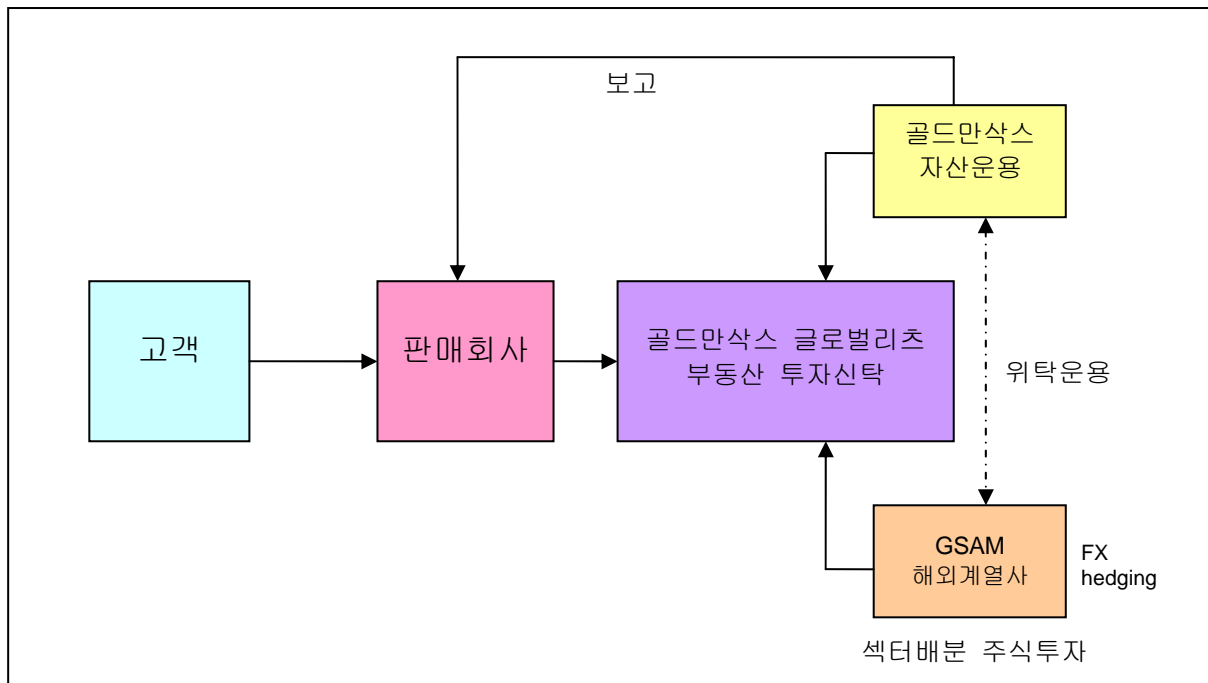 보고
골드만삭스
자산운용
고객
판매회사
골드만삭스 글로벌리츠
부동산 투자신탁
위탁운용
GSAM
해외계열사
FX
hedging
섹터배분 주식투자